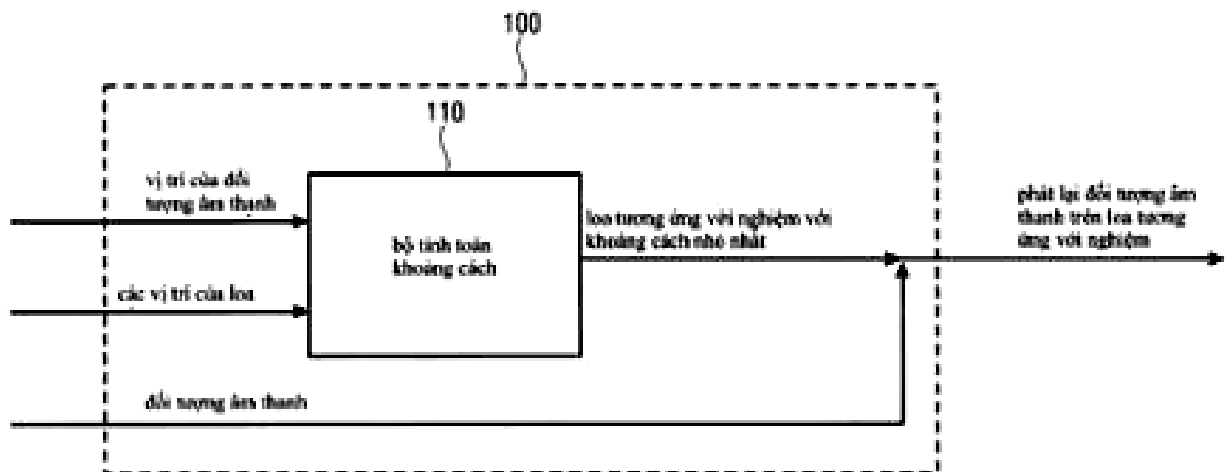 100
110
vị trí của đối
tượng âm thanh
bộ tính toán
khoảng cách
loa tương ứng với nghiệm với
khoảng cách nhỏ nhất
phát lại đối tượng âm
thanh trên loa tương
ứng với nghiệm
các vị trí của loa
đối tượng âm thanh